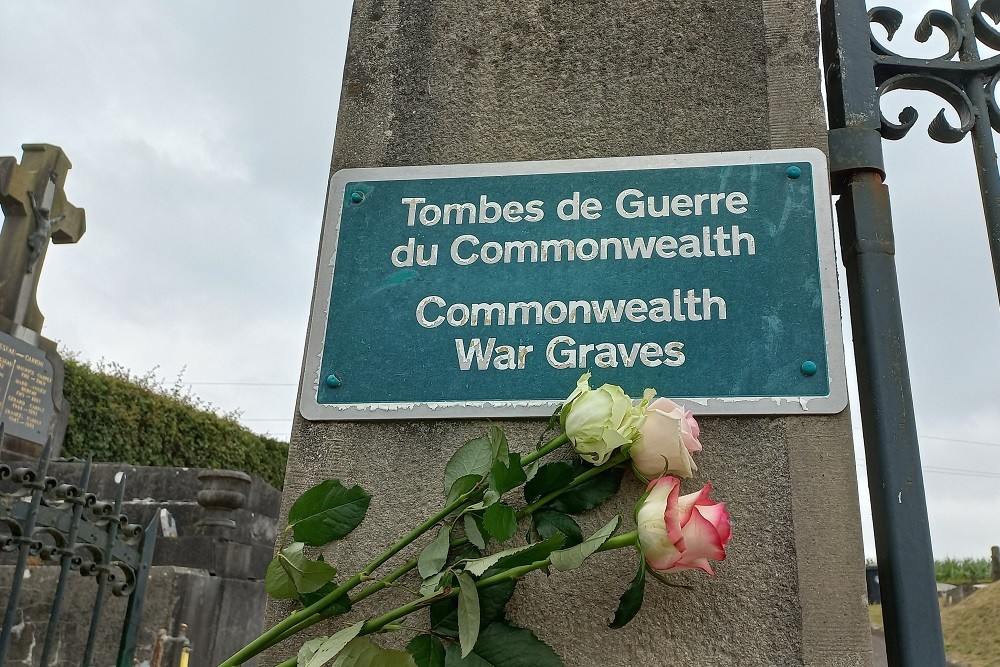 Tombes de Guerre
du Commonwealth
Commonwealth
War Graves